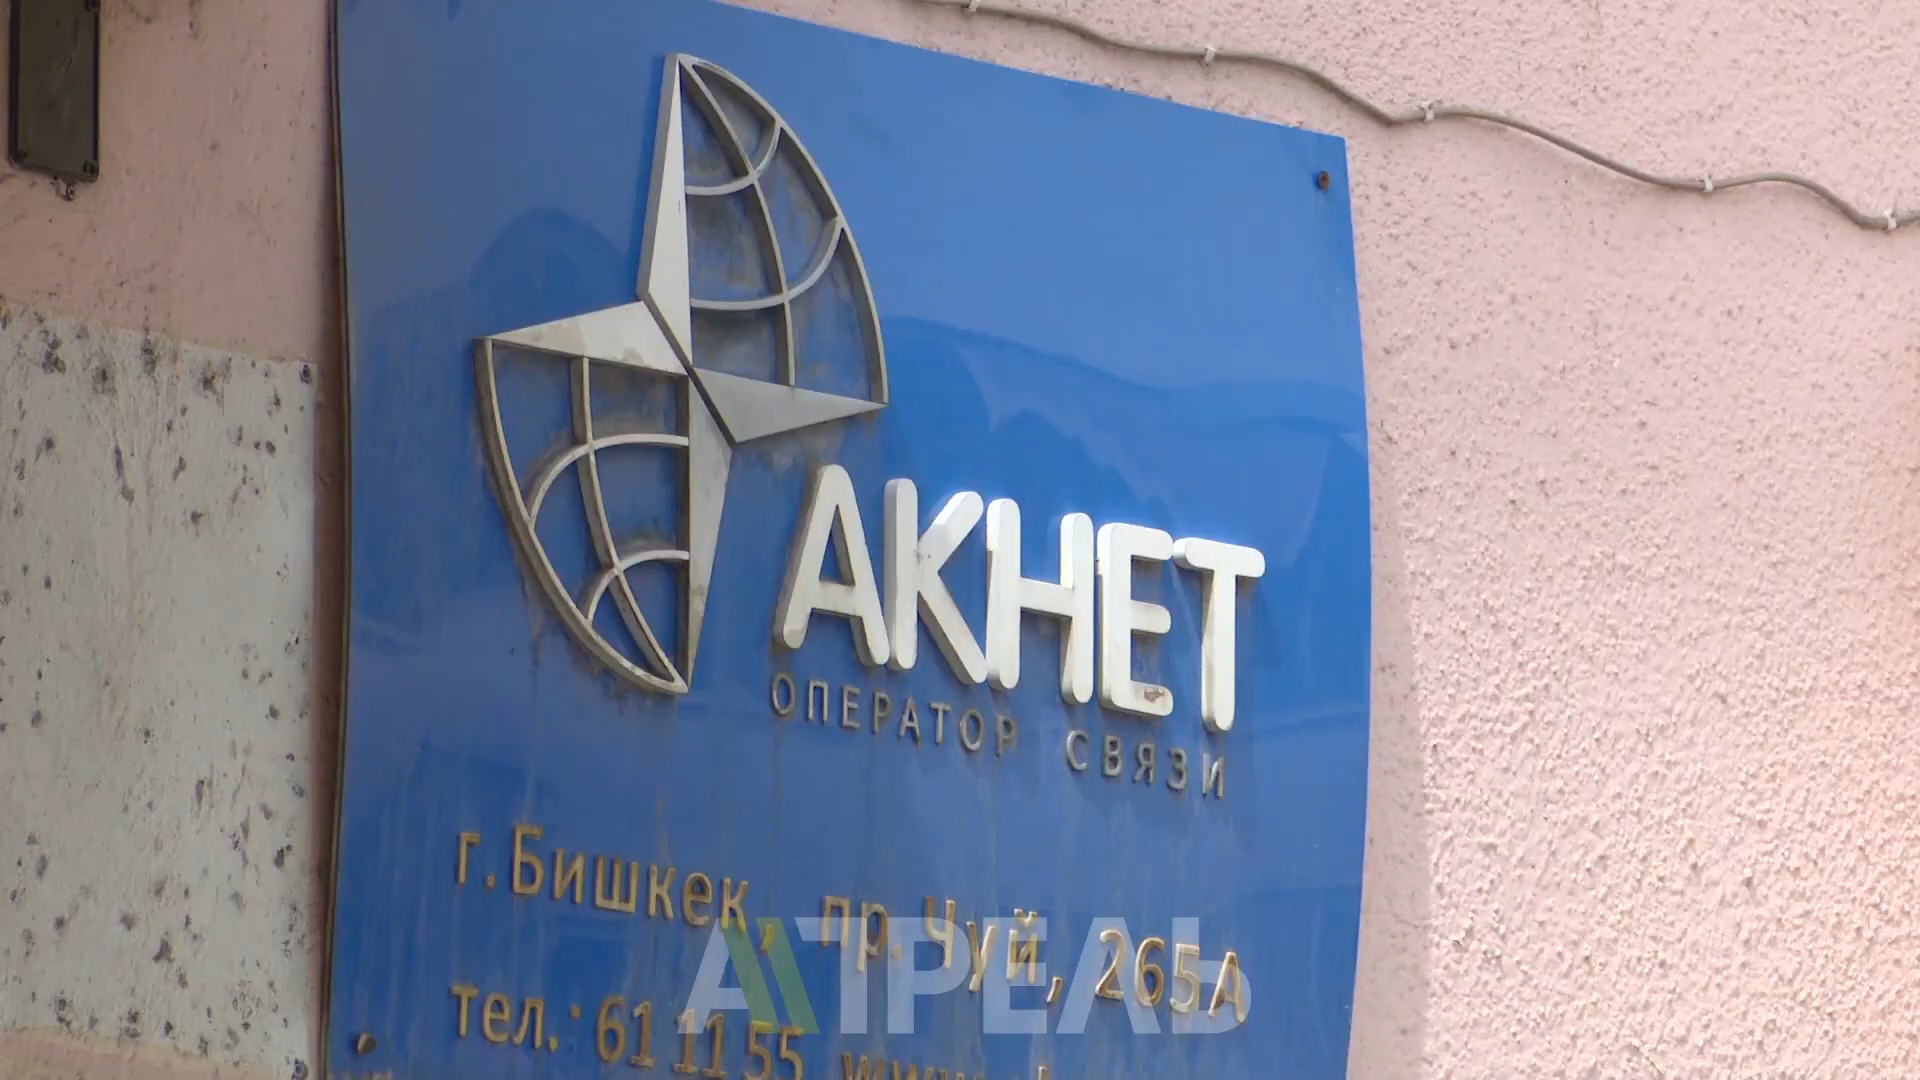 АКНЕТ
ОПЕРАТОР СВЯЗИ
г.Бишкек, пр.Чуй, 265А
тел.: 61 11 55
АПРЕЛЬ